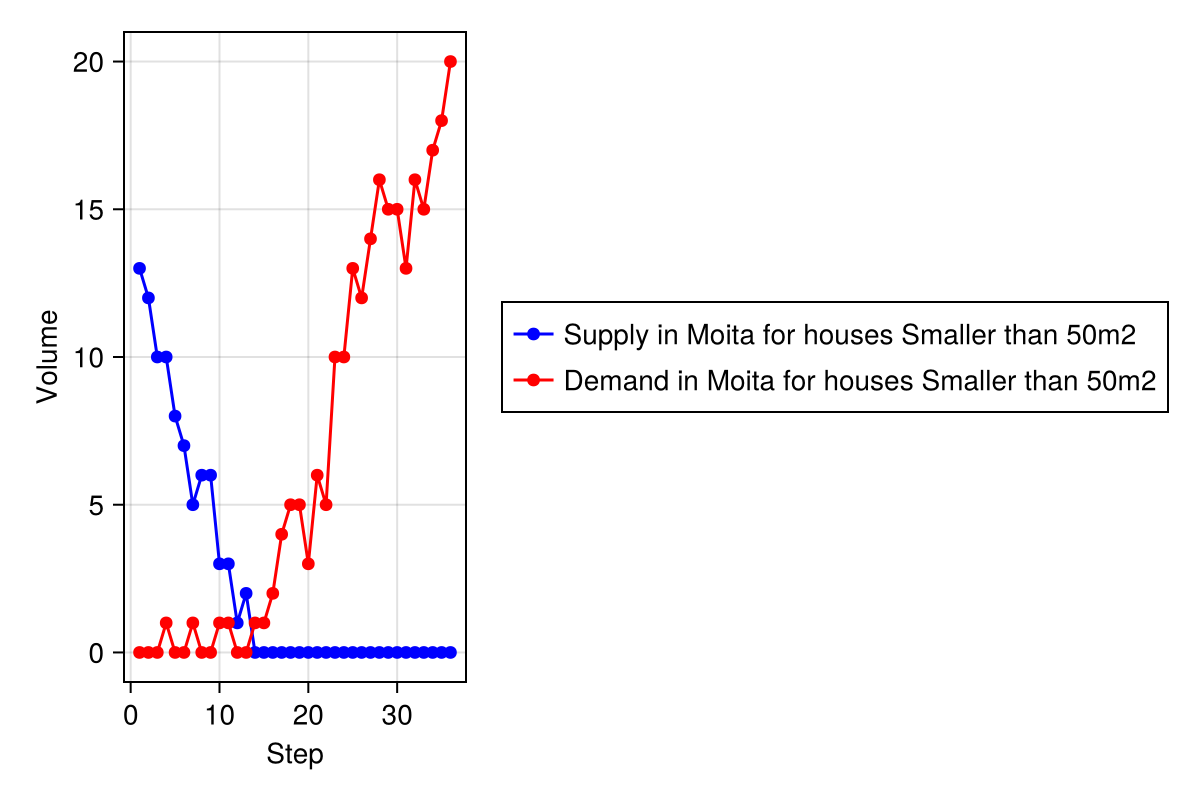 20
15
10
5
0
Volume
0 10 20 30
Step
Supply in Moita for houses Smaller than 50m2
Demand in Moita for houses Smaller than 50m2